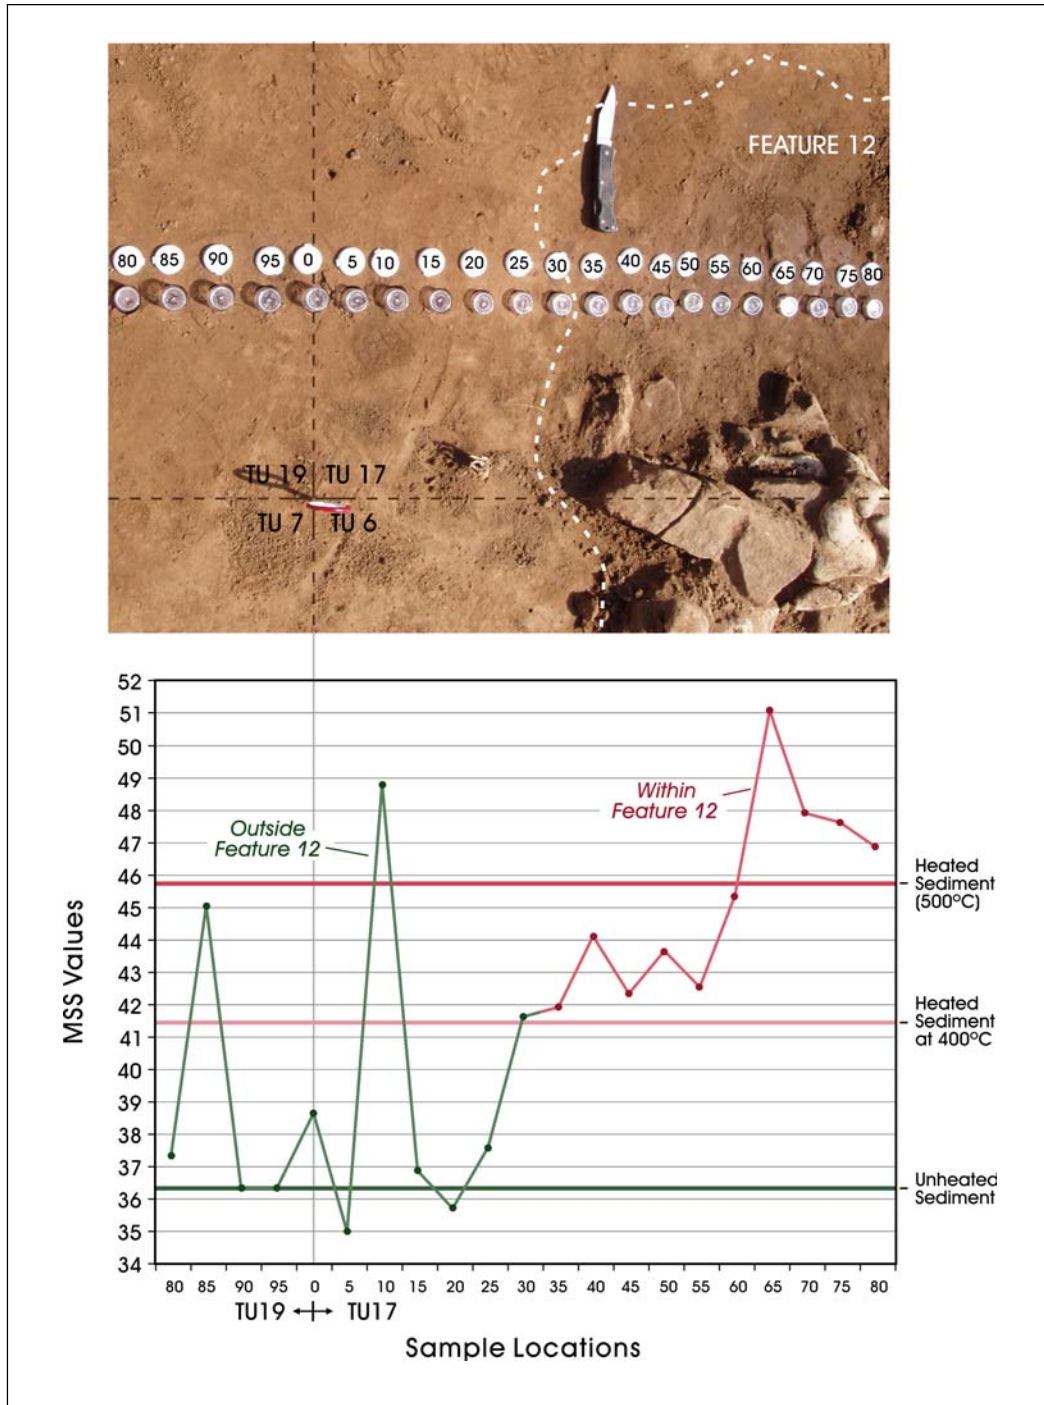 FEATURE 12
80 85 90 95 0 5 10 15 20 25 30 35 40 45 50 55 60 65 70 75 80
TU 19 TU 17
TU 7 TU 6
52
51
50
49
48
47
46
45
44
43
42
41
40
39
38
37
36
35
34
MSS Values
Outside
Feature 12
Within
Feature 12
Heated
Sediment
(500°C)
Heated
Sediment
at 400°C
Unheated
Sediment
80 85 90 95 0 5 10 15 20 25 30 35 40 45 50 55 60 65 70 75 80
TU19 TU17
Sample Locations